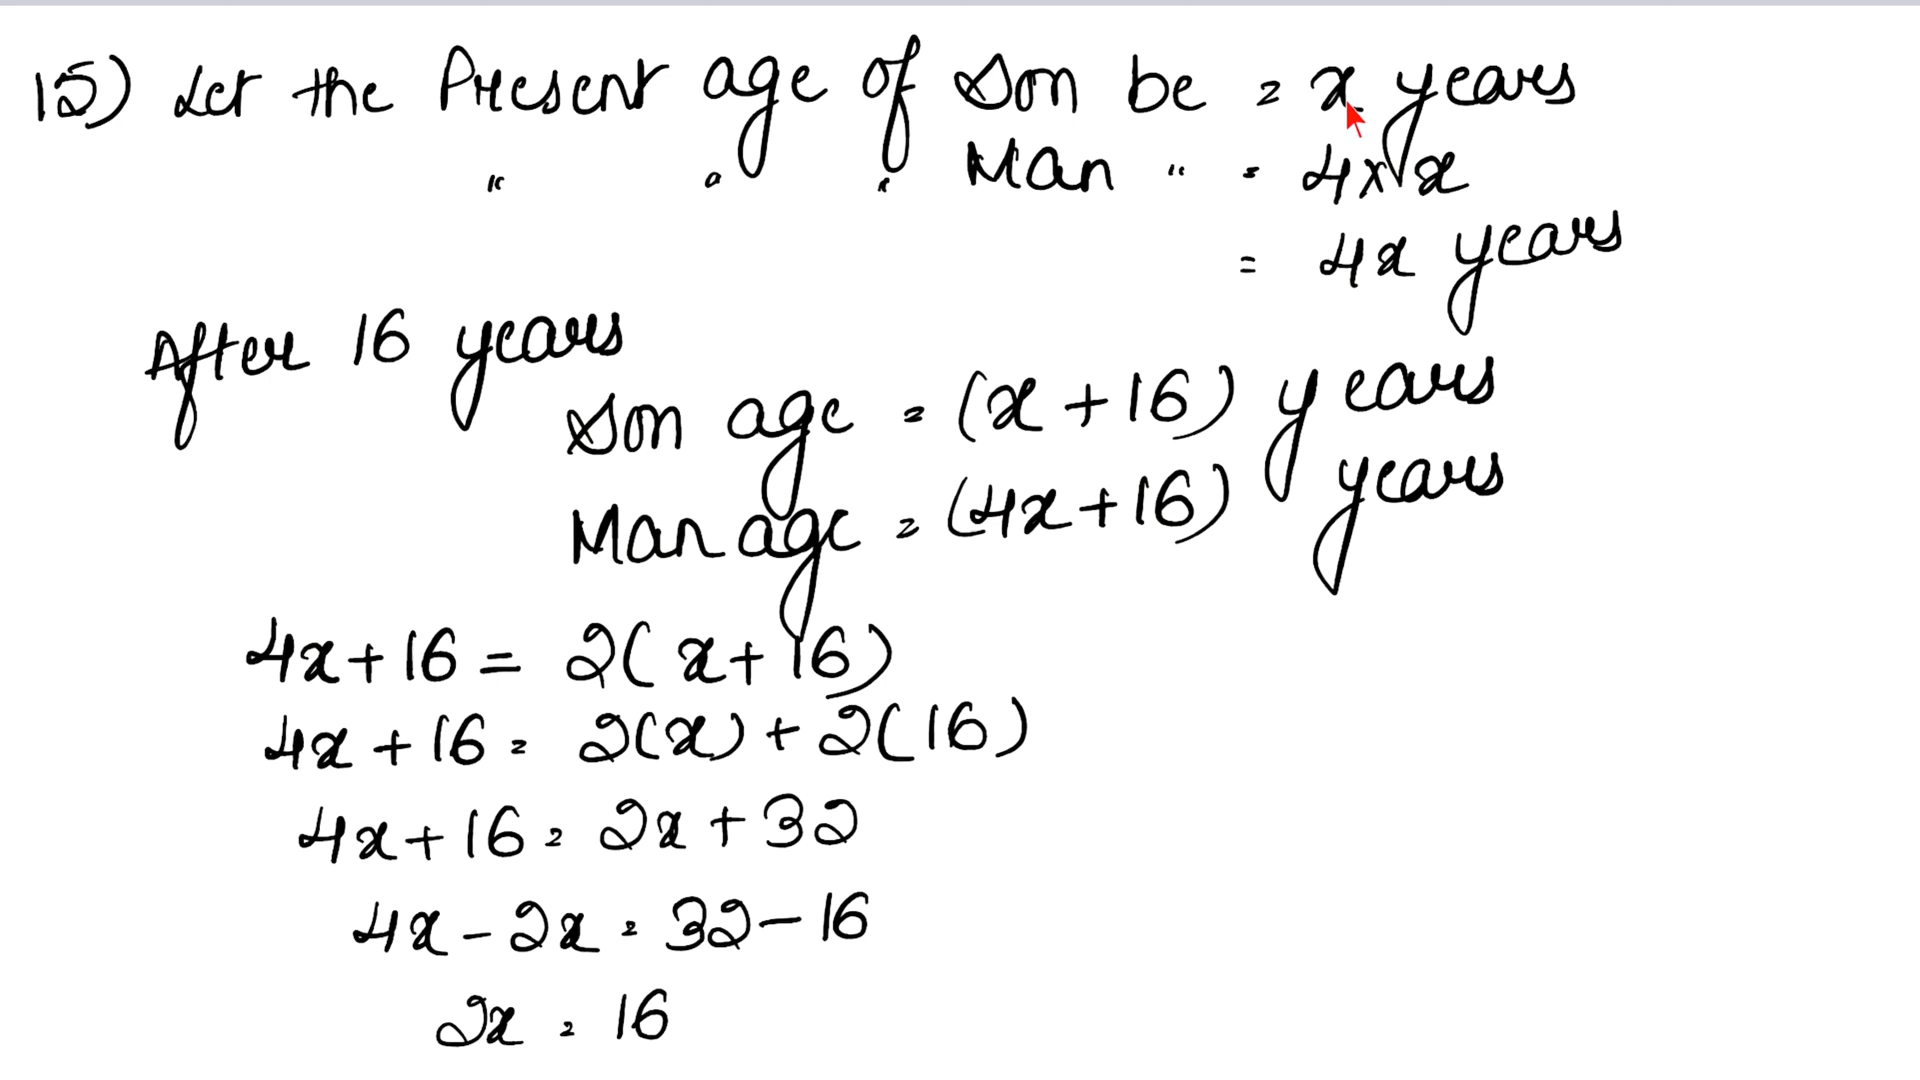 15) Let the Present age of Son be = x years
" " " Man " = 4×x
= 4x years
After 16 years
Son age = (x+16) years
Man age = (4x+16) years
4x+16 = 2(x+16)
4x+16 = 2(x)+2(16)
4x+16 = 2x+32
4x-2x = 32-16
2x = 16